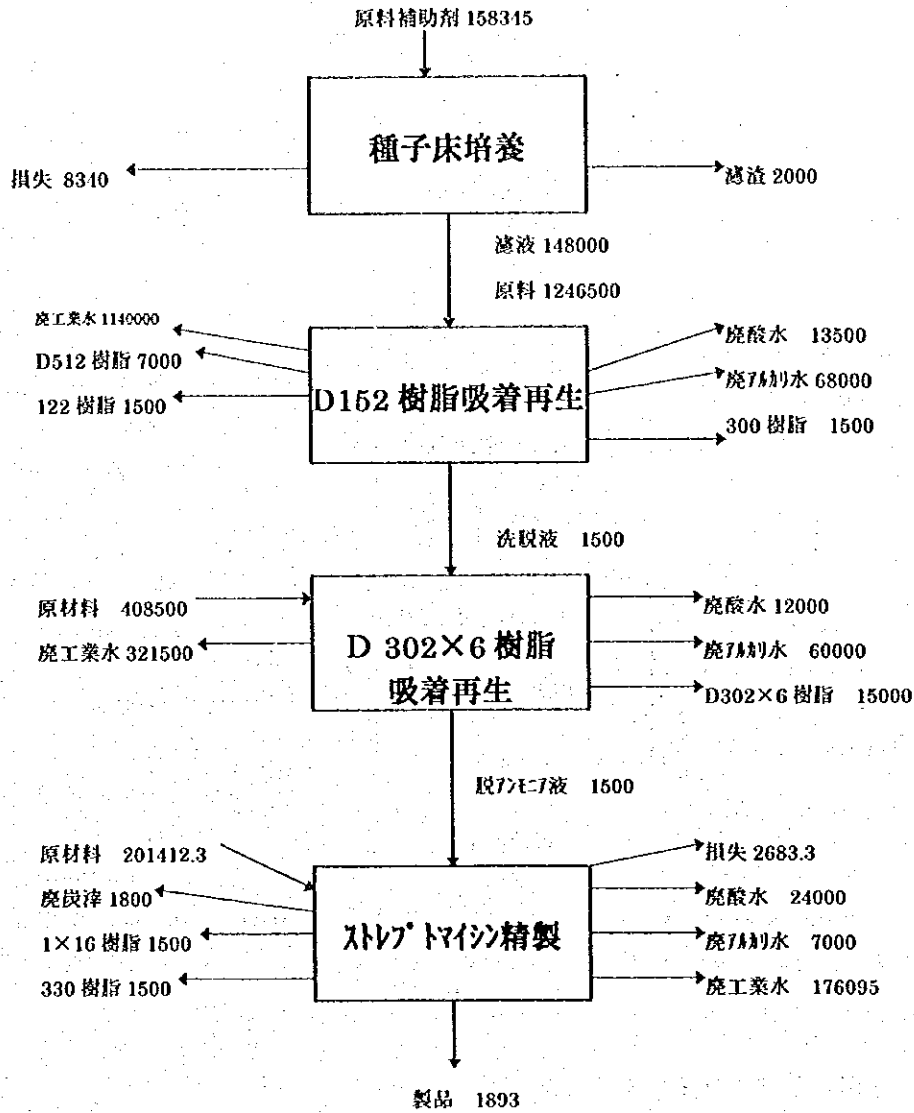 原料補助剤 158345
種子床培養
損失 8340
濾渣 2000
濾液 148000
原料 1246500
廃工業水 1140000
D512 樹脂 7000
122 樹脂 1500
D152 樹脂吸着再生
廃酸水 13500
廃アルカリ水 68000
300 樹脂 1500
洗脱液 1500
原材料 408500
廃工業水 321500
D 302×6 樹脂
吸着再生
廃酸水 12000
廃アルカリ水 60000
D302×6 樹脂 15000
脱アンモニア液 1500
原材料 201412.3
廃炭滓 1800
1×16 樹脂 1500
330 樹脂 1500
ストレプトマイシン精製
損失 2683.3
廃酸水 24000
廃アルカリ水 7000
廃工業水 176095
製品 1893